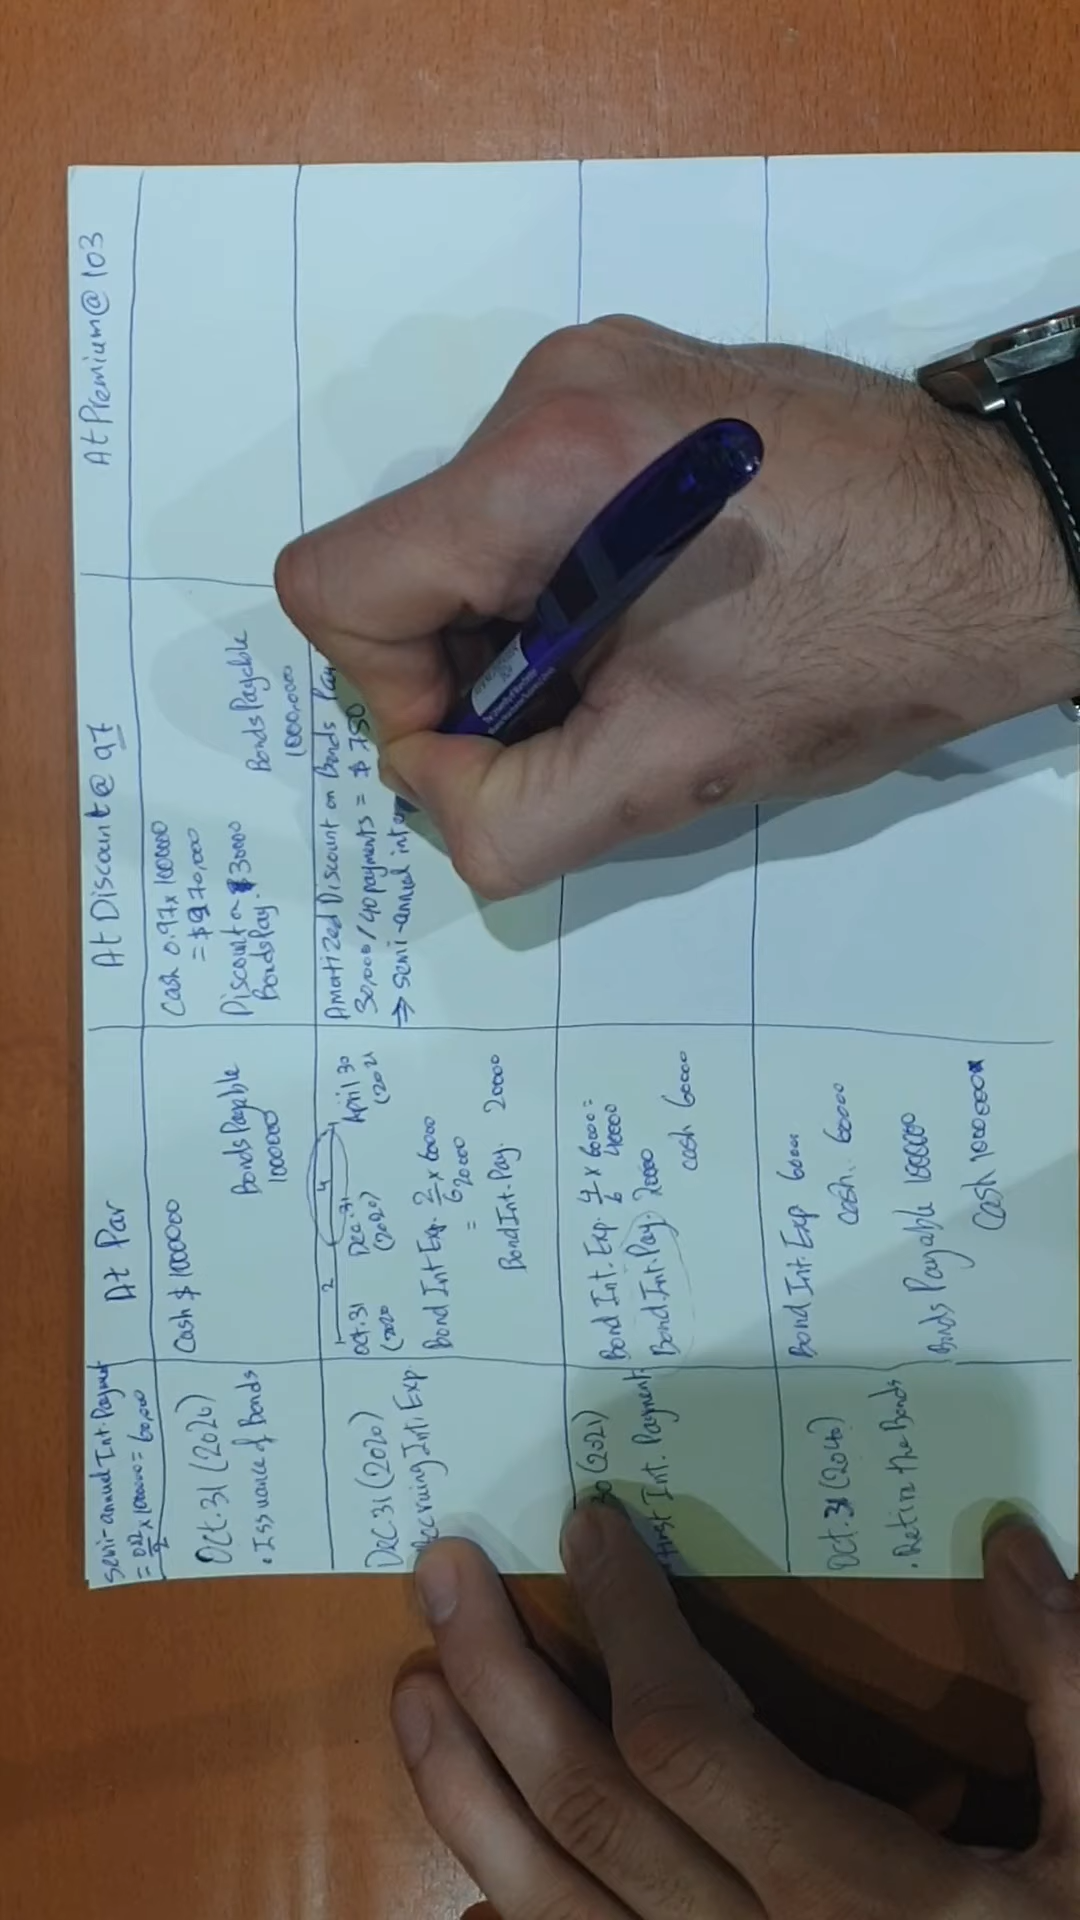 Semi-annual Int. Payment
= 0.12/2 x 1000000 = 60,000
At Par
At Discount @ 97
At Premium @ 103
Oct. 31 (2020)
. Issuance of Bonds
Cash $ 1000000
Bonds Payable
1000000
Cash 0.97 x 1000000
= $970,000
Discount on $30000
Bonds Pay.
Bonds Payable
1000,0000
Dec 31 (2020)
Accruing Int. Exp.
2 4
Oct. 31 Dec. 31 April 30
(2020 (2020) (2021
Bond Int Exp. 2/6 x 60000
= 20000
Bond Int. Pay. 20000
Amatized Discount on Bonds Pay
30,000/40 payments = $ 750
⇒ semi-annual inte
30 (2021)
First Int. Payment.
Bond Int. Exp. 4/6 x 60000 =
40000
Bond Int. Pay. 20000
Cash 60000
Oct. 31 (2040)
. Retire the Bonds
Bond Int. Exp 60000
Cash. 60000
Bonds Payable
Cash 1000000